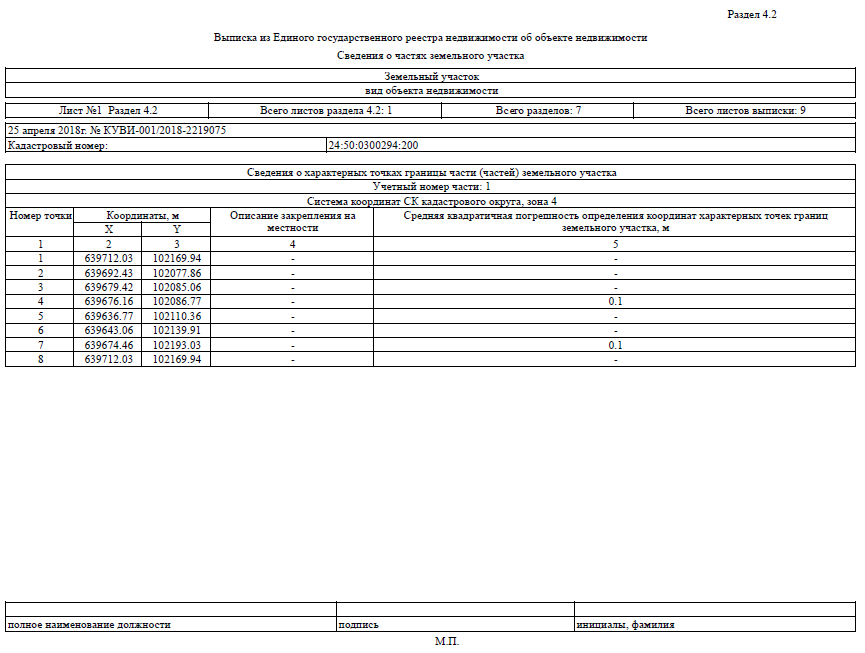 Раздел 4.2
Выписка из Единого государственного реестра недвижимости об объекте недвижимости
Сведения о частях земельного участка
Земельный участок
вид объекта недвижимости
Лист №1 Раздел 4.2 Всего листов раздела 4.2: 1 Всего разделов: 7 Всего листов выписки: 9
25 апреля 2018г. № КУВИ-001/2018-2219075
Кадастровый номер: 24:50:0300294:200
Сведения о характерных точках границы части (частей) земельного участка
Учетный номер части: 1
Система координат СК кадастрового округа, зона 4
Номер точки Координаты, м Описание закрепления на местности Средняя квадратичная погрешность определения координат характерных точек границ земельного участка, м
X Y
1 2 3 4 5
1 639712.03 102169.94 - -
2 639692.43 102077.86 - -
3 639679.42 102085.06 - -
4 639676.16 102086.77 - 0.1
5 639636.77 102110.36 - -
6 639643.06 102139.91 - -
7 639674.46 102193.03 - 0.1
8 639712.03 102169.94 - -
полное наименование должности подпись инициалы, фамилия
М.П.